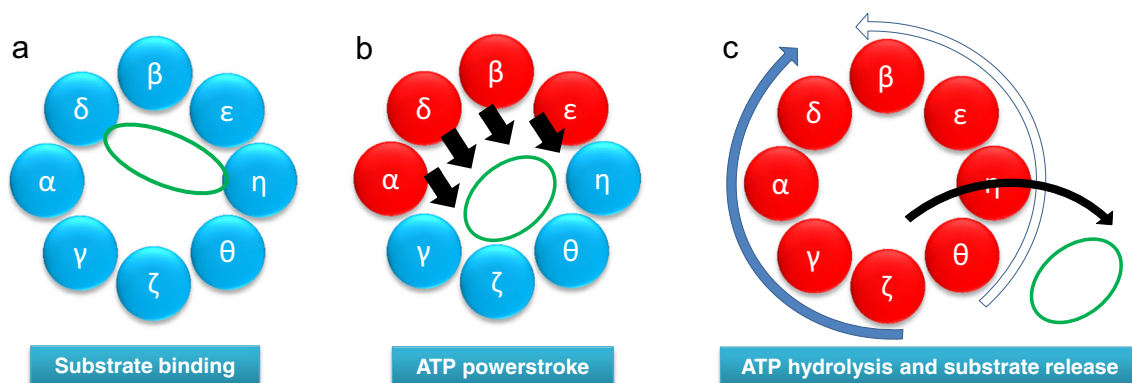 a
β
δ
ε
α
η
γ
θ
ζ
Substrate binding
b
β
δ
ε
α
η
γ
θ
ζ
ATP powerstroke
c
β
δ
ε
α
η
γ
θ
ζ
ATP hydrolysis and substrate release